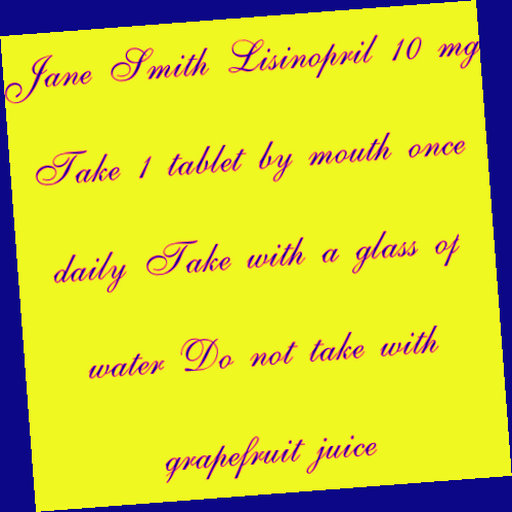 Jane Smith Lisinopril 10 mg
Take 1 tablet by mouth once
daily Take with a glass of
water Do not take with
grapefruit juice